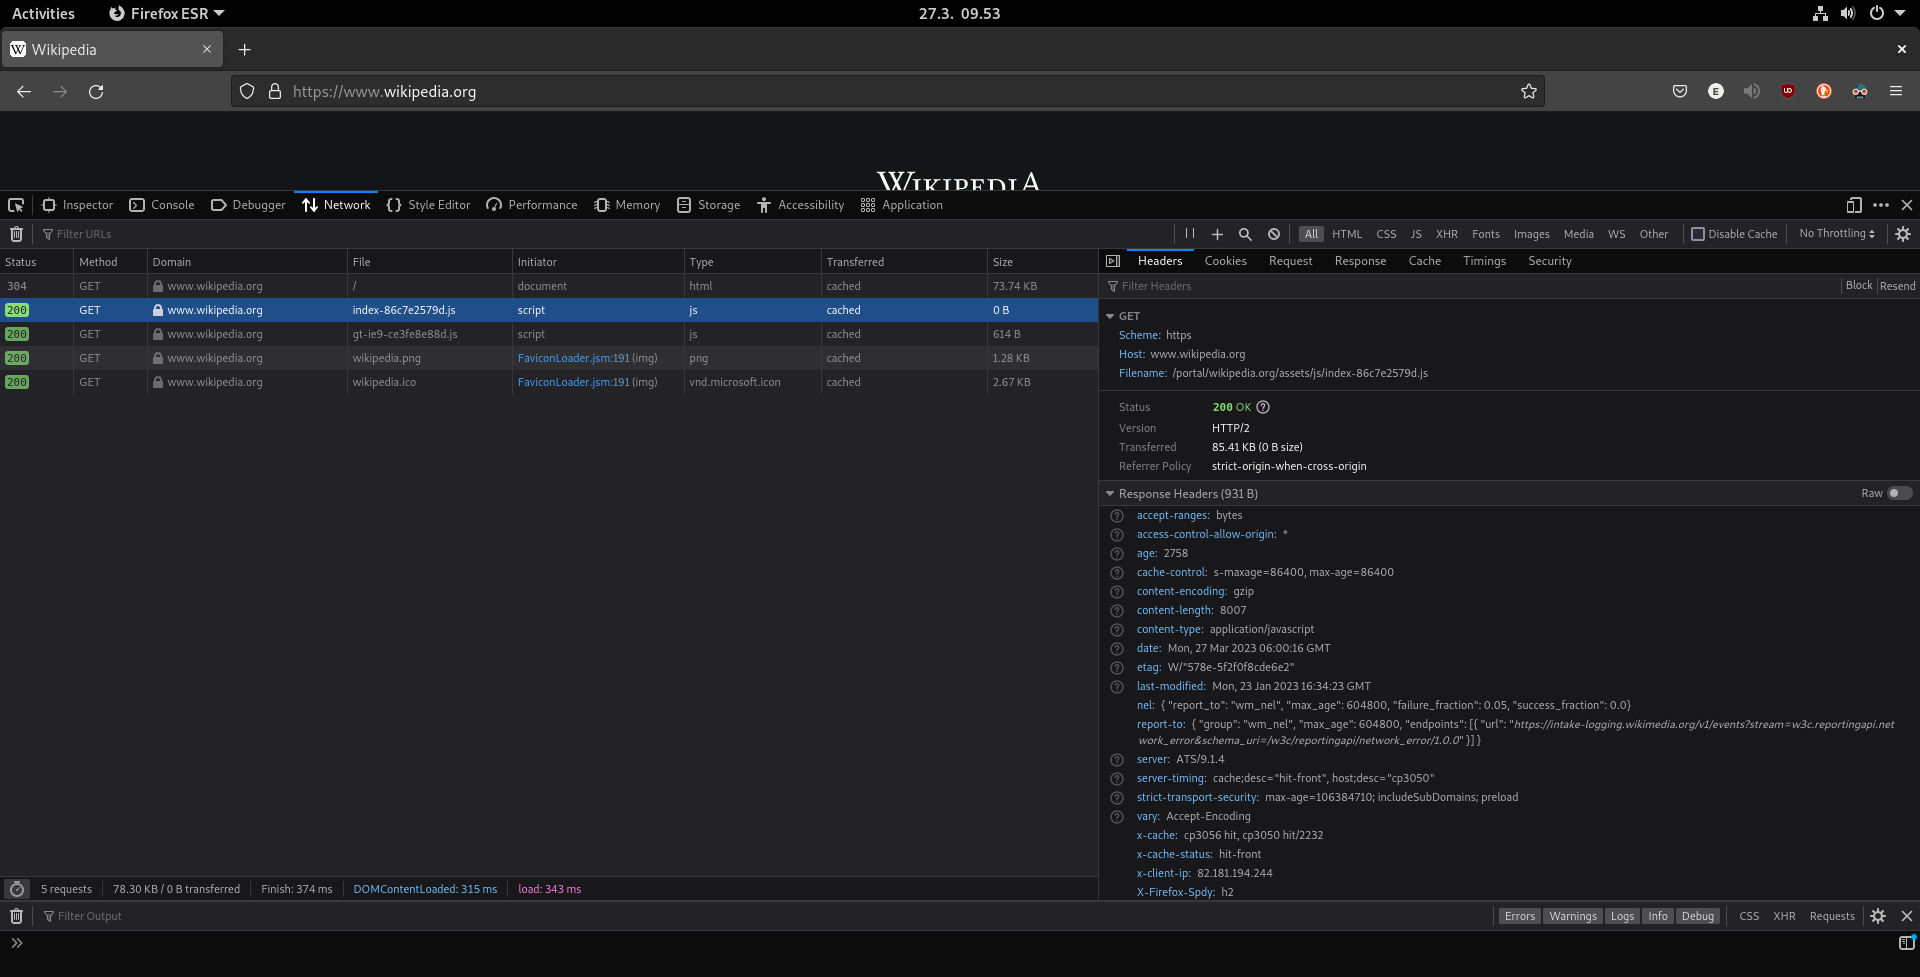 Activities Firefox ESR 27.3. 09.53
Wikipedia
https://www.wikipedia.org
WIKIPEDIA
Inspector Console Debugger Network Style Editor Performance Memory Storage Accessibility Application
Filter URLs All HTML CSS JS XHR Fonts Images Media WS Other Disable Cache No Throttling
Status Method Domain File Initiator Type Transferred Size
304 GET www.wikipedia.org / document html cached 73.74 KB
200 GET www.wikipedia.org index-86c7e2579d.js script js cached 0 B
200 GET www.wikipedia.org gt-ie9-ce3fe8e88d.js script js cached 614 B
200 GET www.wikipedia.org wikipedia.png FaviconLoader.jsm:191 (img) png cached 1.28 KB
200 GET www.wikipedia.org wikipedia.ico FaviconLoader.jsm:191 (img) vnd.microsoft.icon cached 2.67 KB
Headers Cookies Request Response Cache Timings Security
Filter Headers Block Resend
GET
Scheme: https
Host: www.wikipedia.org
Filename: /portal/wikipedia.org/assets/js/index-86c7e2579d.js
Status 200 OK
Version HTTP/2
Transferred 85.41 KB (0 B size)
Referrer Policy strict-origin-when-cross-origin
Response Headers (931 B) Raw
accept-ranges: bytes
access-control-allow-origin: *
age: 2758
cache-control: s-maxage=86400, max-age=86400
content-encoding: gzip
content-length: 8007
content-type: application/javascript
date: Mon, 27 Mar 2023 06:00:16 GMT
etag: W/"578e-5f2f0f8cde6e2"
last-modified: Mon, 23 Jan 2023 16:34:23 GMT
nel: { "report_to": "wm_nel", "max_age": 604800, "failure_fraction": 0.05, "success_fraction": 0.0}
report-to: { "group": "wm_nel", "max_age": 604800, "endpoints": [{ "url": "https://intake-logging.wikimedia.org/v1/events?stream=w3c.reportingapi.net
work_error&schema_uri=/w3c/reportingapi/network_error/1.0.0" }] }
server: ATS/9.1.4
server-timing: cache;desc="hit-front", host;desc="cp3050"
strict-transport-security: max-age=106384710; includeSubDomains; preload
vary: Accept-Encoding
x-cache: cp3056 hit, cp3050 hit/2232
x-cache-status: hit-front
x-client-ip: 82.181.194.244
X-Firefox-Spdy: h2
5 requests 78.30 KB / 0 B transferred Finish: 374 ms DOMContentLoaded: 315 ms load: 343 ms
Filter Output Errors Warnings Logs Info Debug CSS XHR Requests